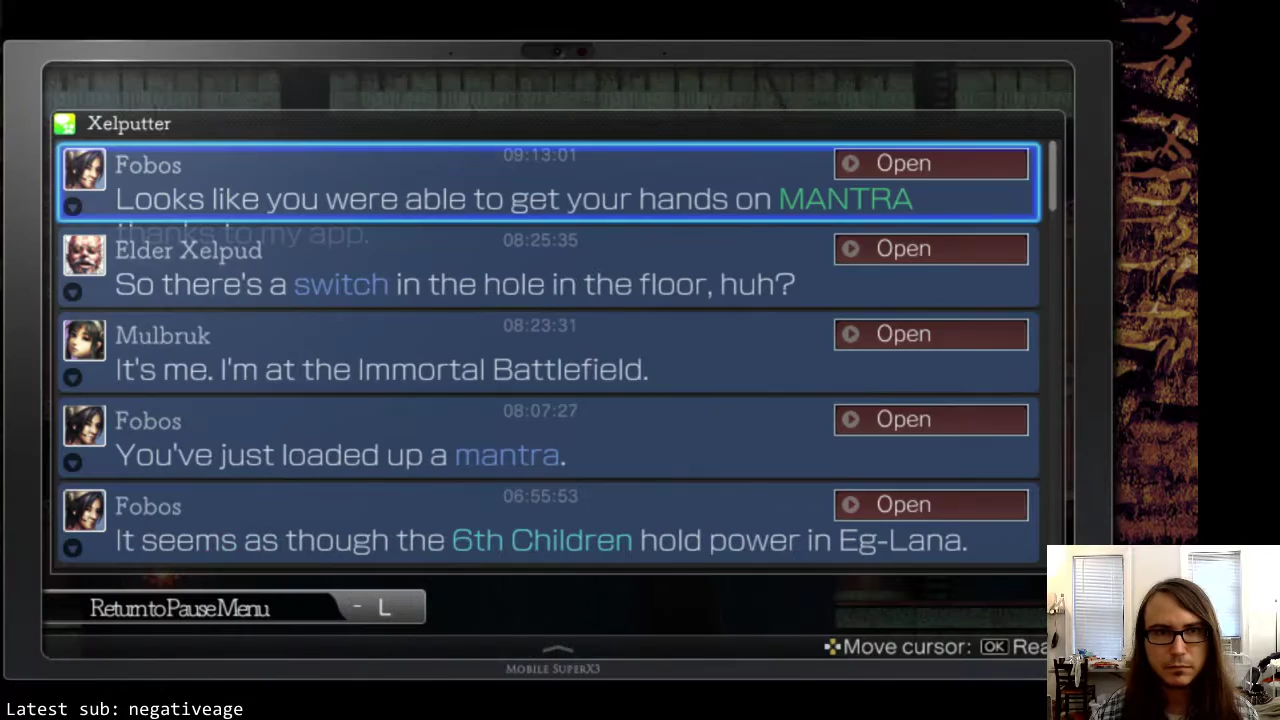 Xelputter
Fobos
09:13:01
Open
Looks like you were able to get your hands on MANTRA
thanks to my app.
Elder Xelpud
08:25:35
Open
So there's a switch in the hole in the floor, huh?
Mulbruk
08:23:31
Open
It's me. I'm at the Immortal Battlefield.
Fobos
08:07:27
Open
You've just loaded up a mantra.
Fobos
06:55:53
Open
It seems as though the 6th Children hold power in Eg-Lana.
Return to Pause Menu
Move cursor: OK Rea
MOBILE SUPERX3
Latest sub: negativeage